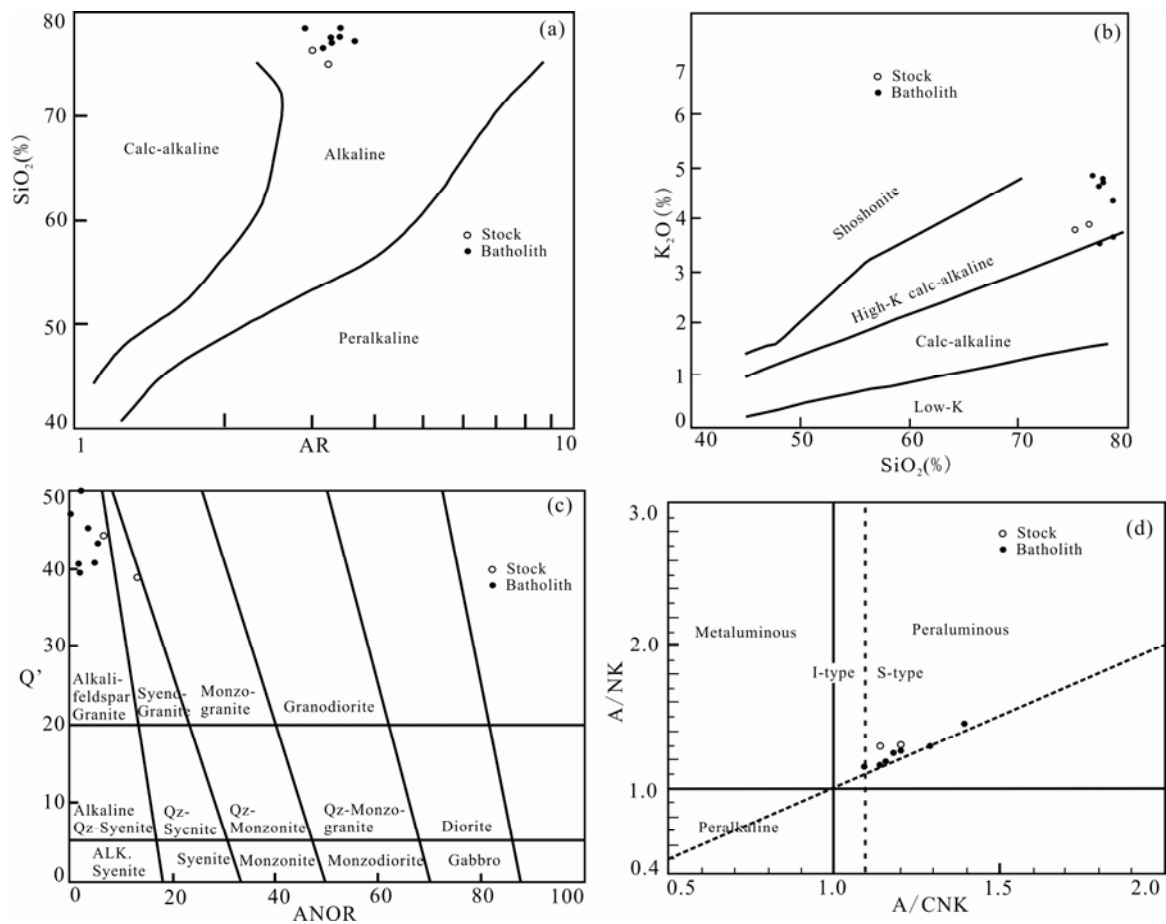 (a)
80
70
60
50
40
SiO2(%)
Calc-alkaline
Alkaline
Peralkaline
Stock
Batholith
1
AR
10
(b)
7
6
5
4
3
2
1
0
K2O(%)
Stock
Batholith
Shoshonite
High-K calc-alkaline
Calc-alkaline
Low-K
40
50
60
70
80
SiO2(%)
(c)
50
40
30
20
10
0
Q'
Stock
Batholith
Alkali-
feldspar
Granite
Syeno-
Granite
Monzo-
granite
Granodiorite
Alkaline
Qz-Syenite
Qz-
Sycnitc
Qz-
Monzonite
Qz-Monzo-
granite
Diorite
ALK.
Syenite
Syenite
Monzonite
Monzodiorite
Gabbro
20
40
60
80
100
ANOR
(d)
3.0
2.0
1.0
0.4
A/NK
Stock
Batholith
Metaluminous
Peraluminous
I-type
S-type
Peralkaline
0.5
1.0
1.5
2.0
A/CNK